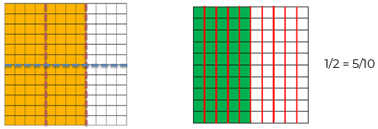 1/2 = 5/10